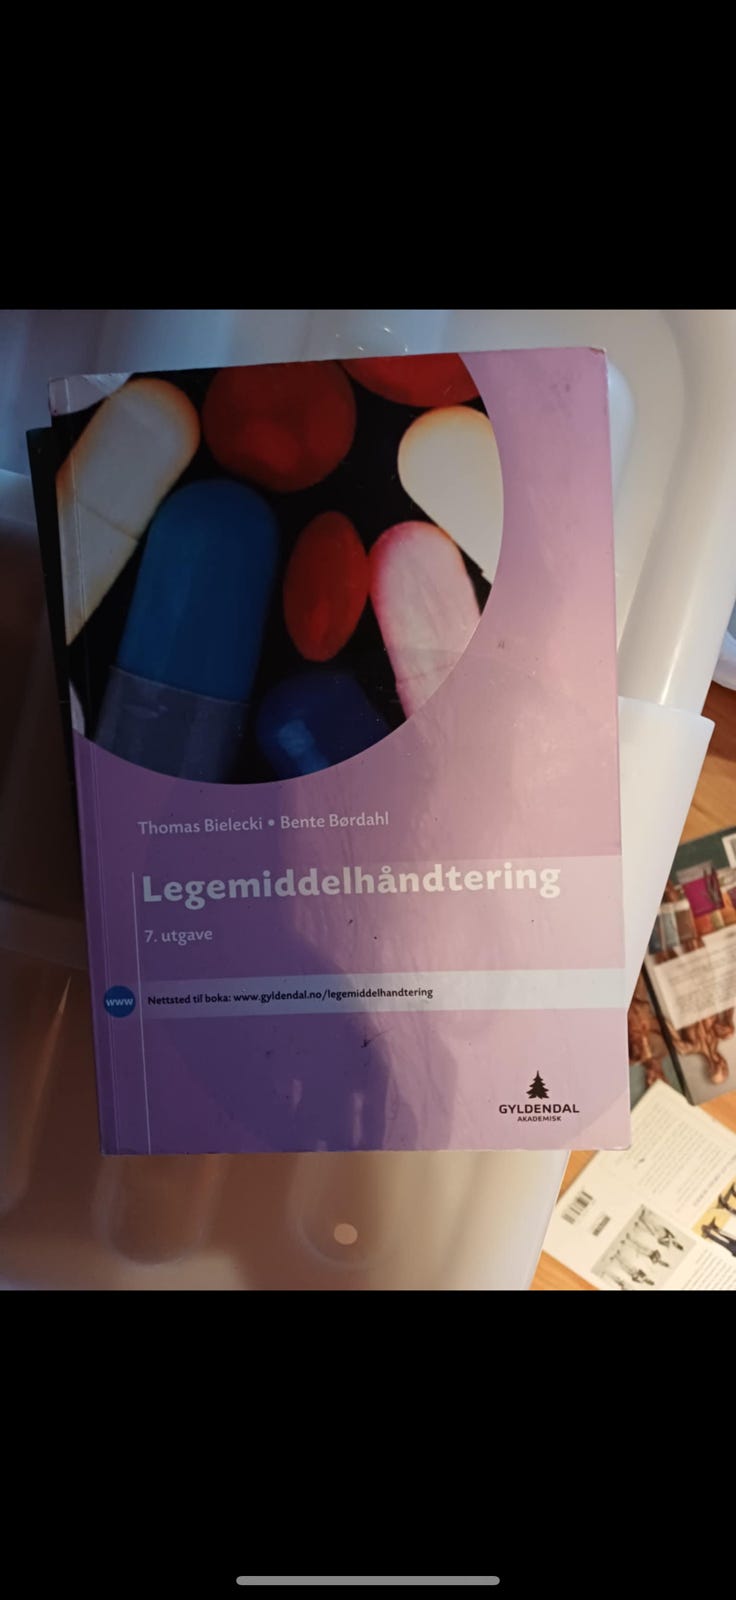 Thomas Bielecki • Bente Børdahl
Legemiddelhåndtering
7. utgave
www
Nettsted til boka: www.gyldendal.no/legemiddelhandtering
GYLDENDAL
AKADEMISK